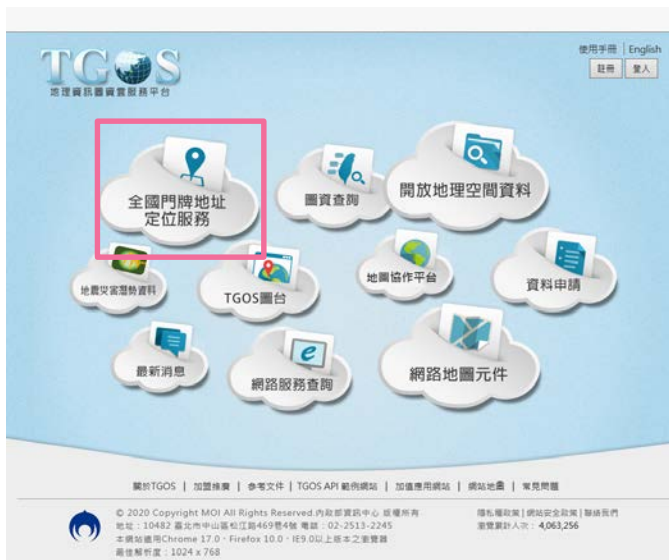 使用手冊 | English
TGOS
註冊 登入
地理資訊圖資雲服務平台
全國門牌地址
定位服務
圖資查詢
開放地理空間資料
地震災害潛勢資料
TGOS圖台
地圖協作平台
資料申請
最新消息
網路服務查詢
網路地圖元件
關於TGOS | 加盟推廣 | 參考文件 | TGOS API 範例網站 | 加值應用網站 | 網站地圖 | 常見問題
© 2020 Copyright MOI All Rights Reserved.內政部資訊中心 版權所有
隱私權政策 | 網站安全政策 | 聯絡我們
地址：10482 臺北市中山區松江路469巷4號 電話：02-2513-2245
瀏覽累計人次： 4,063,256
本網站適用Chrome 17.0、Firefox 10.0、IE9.0以上版本之瀏覽器
最佳解析度：1024 x 768